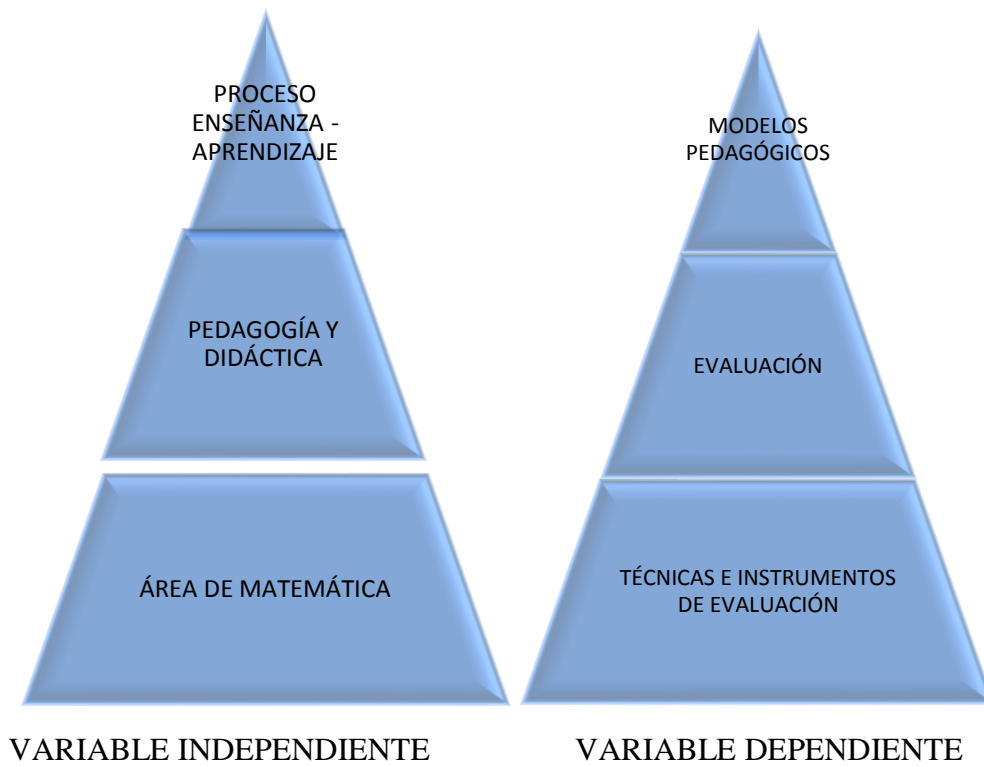 PROCESO
ENSEÑANZA -
APRENDIZAJE
PEDAGOGÍA Y
DIDÁCTICA
ÁREA DE MATEMÁTICA
VARIABLE INDEPENDIENTE
MODELOS
PEDAGÓGICOS
EVALUACIÓN
TÉCNICAS E INSTRUMENTOS
DE EVALUACIÓN
VARIABLE DEPENDIENTE